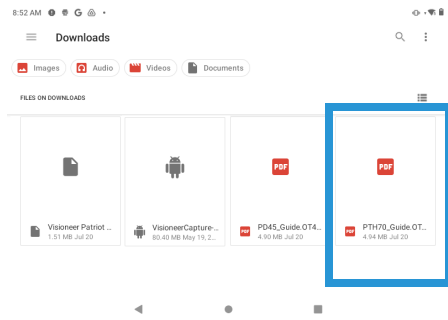 8:52 AM
Downloads
Images Audio Videos Documents
FILES ON DOWNLOADS
Visioneer Patriot ...
1.51 MB Jul 20
VisioneerCapture-...
80.40 MB May 19, 2...
PDF
PD45_Guide.OT4...
PDF
4.90 MB Jul 20
PDF
PTH70_Guide.OT...
PDF
4.94 MB Jul 20